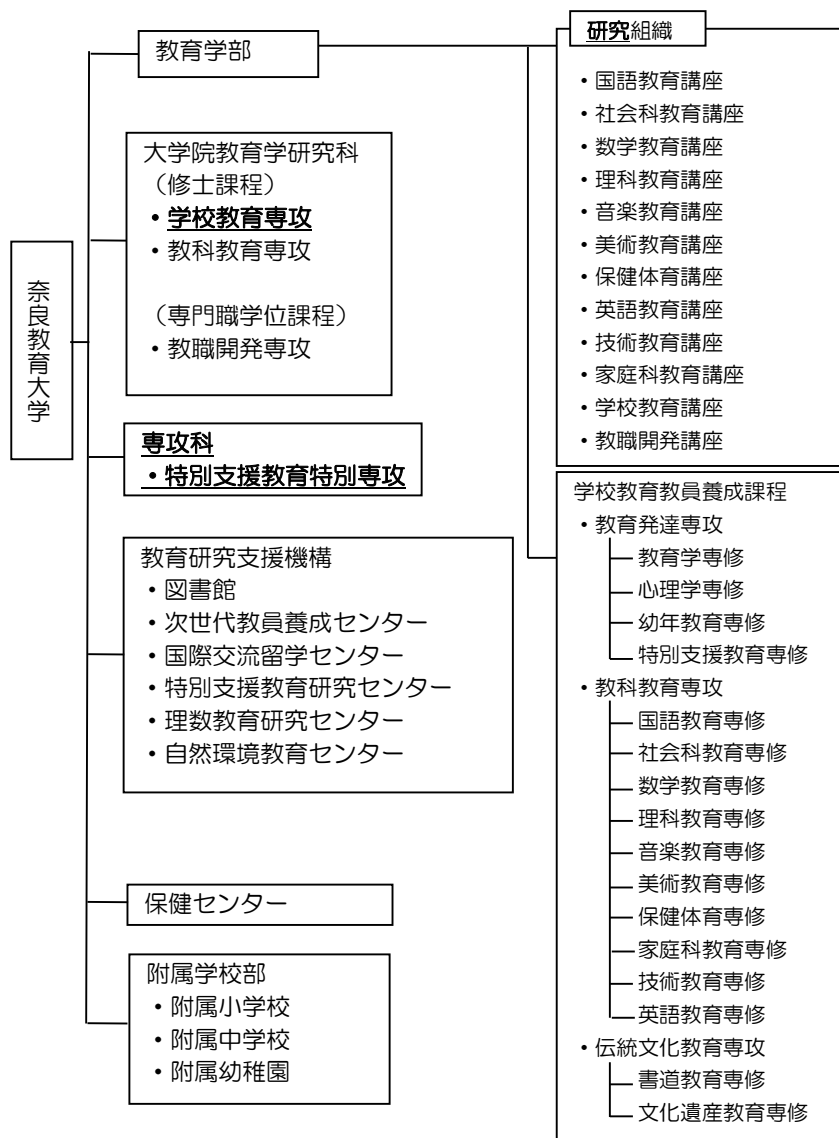 奈良教育大学
教育学部
大学院教育学研究科
（修士課程）
・学校教育専攻
・教科教育専攻
（専門職学位課程）
・教職開発専攻
専攻科
・特別支援教育特別専攻
教育研究支援機構
・図書館
・次世代教員養成センター
・国際交流留学センター
・特別支援教育研究センター
・理数教育研究センター
・自然環境教育センター
保健センター
附属学校部
・附属小学校
・附属中学校
・附属幼稚園
研究組織
・国語教育講座
・社会科教育講座
・数学教育講座
・理科教育講座
・音楽教育講座
・美術教育講座
・保健体育講座
・英語教育講座
・技術教育講座
・家庭科教育講座
・学校教育講座
・教職開発講座
学校教育教員養成課程
・教育発達専攻
教育学専修
心理学専修
幼年教育専修
特別支援教育専修
・教科教育専攻
国語教育専修
社会科教育専修
数学教育専修
理科教育専修
音楽教育専修
美術教育専修
保健体育専修
家庭科教育専修
技術教育専修
英語教育専修
・伝統文化教育専攻
書道教育専修
文化遺産教育専修